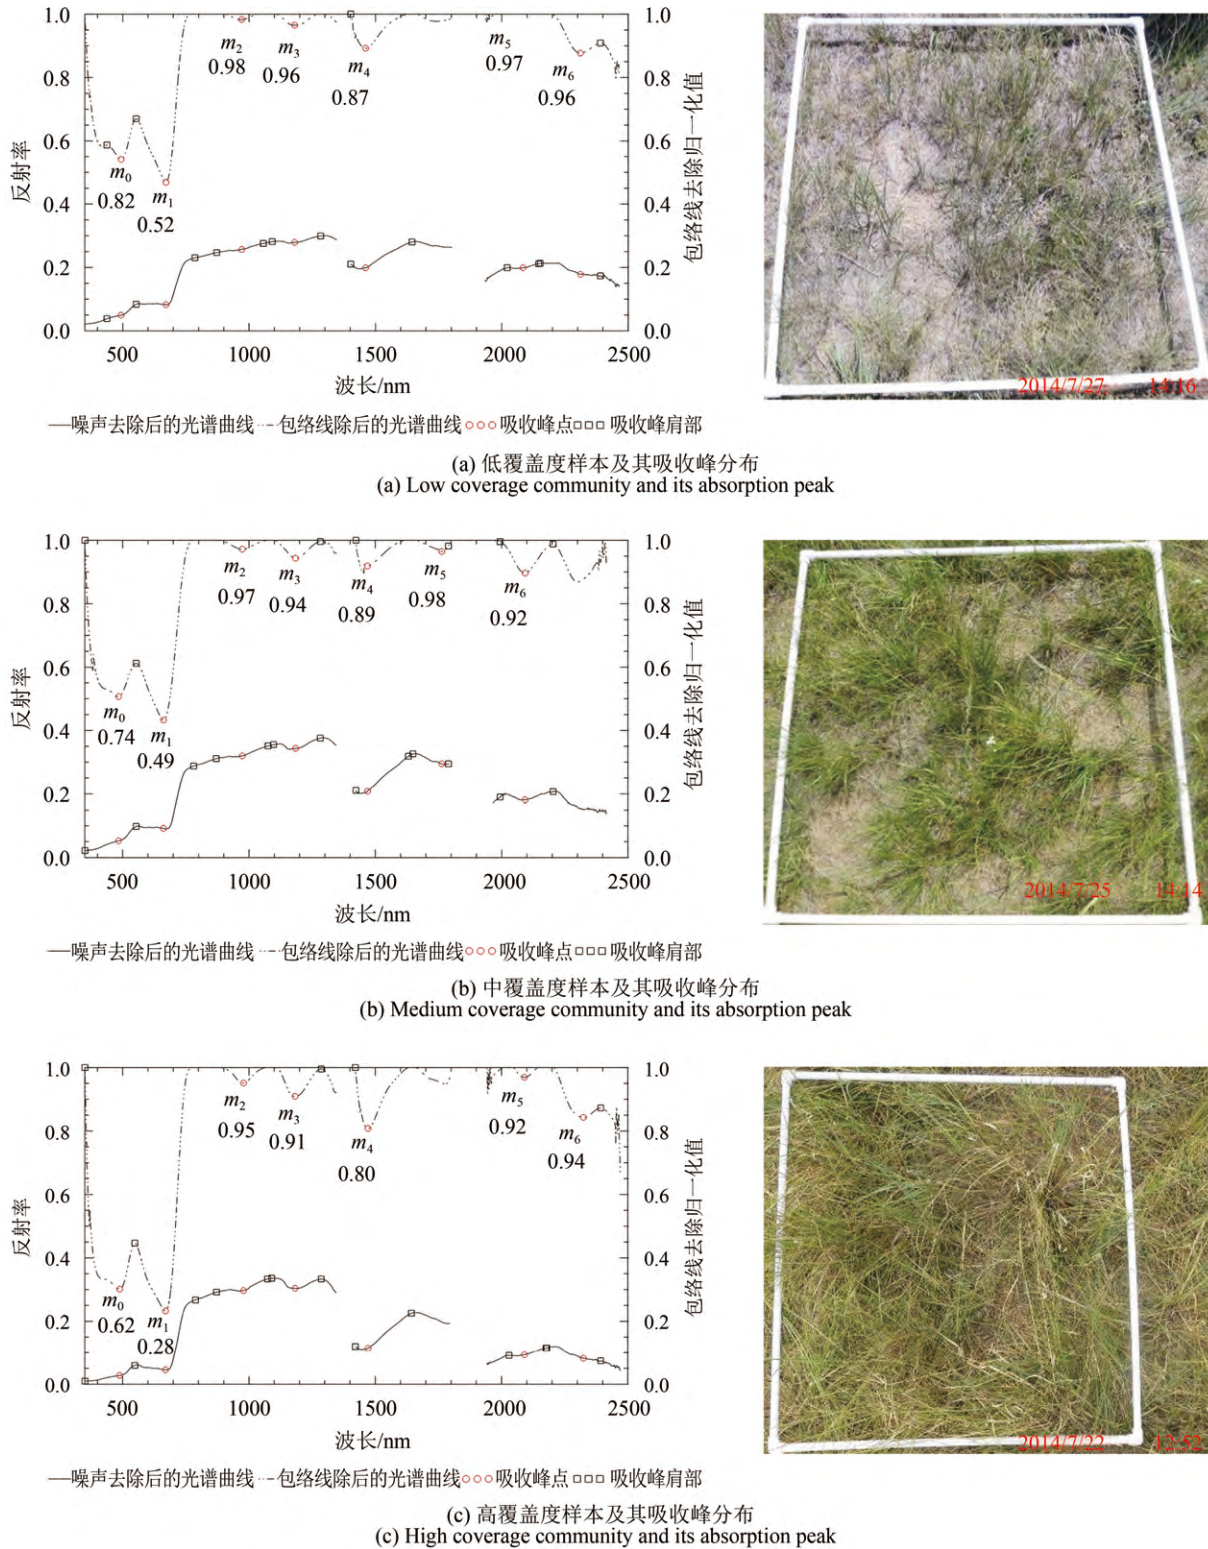 1.0
0.8
0.6
0.4
0.2
0.0
反射率
m2
0.98
m3
0.96
m4
0.87
m5
0.97
m6
0.96
m0
0.82
m1
0.52
1.0
0.8
0.6
0.4
0.2
0.0
包络线去除归一化值
500 1000 1500 2000 2500
波长/nm
2014/7/27 14:16
噪声去除后的光谱曲线 包络线除后的光谱曲线 吸收峰点 吸收峰肩部
(a) 低覆盖度样本及其吸收峰分布
(a) Low coverage community and its absorption peak
1.0
0.8
0.6
0.4
0.2
0.0
反射率
m2
0.97
m3
0.94
m4
0.89
m5
0.98
m6
0.92
m0
0.74
m1
0.49
1.0
0.8
0.6
0.4
0.2
0.0
包络线去除归一化值
500 1000 1500 2000 2500
波长/nm
2014/7/25 14:14
噪声去除后的光谱曲线 包络线除后的光谱曲线 吸收峰点 吸收峰肩部
(b) 中覆盖度样本及其吸收峰分布
(b) Medium coverage community and its absorption peak
1.0
0.8
0.6
0.4
0.2
0.0
反射率
m2
0.95
m3
0.91
m4
0.80
m5
0.92
m6
0.94
m0
0.62
m1
0.28
1.0
0.8
0.6
0.4
0.2
0.0
包络线去除归一化值
500 1000 1500 2000 2500
波长/nm
2014/7/22 12:52
噪声去除后的光谱曲线 包络线除后的光谱曲线 吸收峰点 吸收峰肩部
(c) 高覆盖度样本及其吸收峰分布
(c) High coverage community and its absorption peak